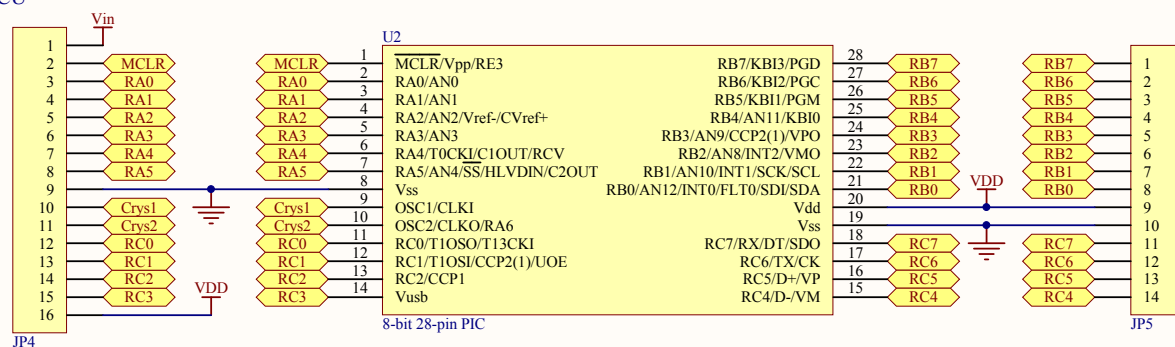 CU
Vin
U2
1 1 MCLR/Vpp/RE3 RB7/KBI3/PGD 28 RB7 RB7 1
2 MCLR MCLR
3 RA0 RA0 2 RA0/AN0 RB6/KBI2/PGC 27 RB6 RB6 2
4 RA1 RA1 3 RA1/AN1 RB5/KBI1/PGM 26 RB5 RB5 3
5 RA2 RA2 4 RA2/AN2/Vref-/CVref+ RB4/AN11/KBI0 25 RB4 RB4 4
6 RA3 RA3 5 RA3/AN3 RB3/AN9/CCP2(1)/VPO 24 RB3 RB3 5
7 RA4 RA4 6 RA4/T0CKI/C1OUT/RCV RB2/AN8/INT2/VMO 23 RB2 RB2 6
8 RA5 RA5 7 RA5/AN4/SS/HLVDIN/C2OUT RB1/AN10/INT1/SCK/SCL 22 RB1 RB1 7
9 8 Vss RB0/AN12/INT0/FLT0/SDI/SDA 21 RB0 VDD RB0 8
10 Crys1 Crys1 9 OSC1/CLKI Vdd 20 9
11 Crys2 Crys2 10 OSC2/CLKO/RA6 Vss 19 10
12 RC0 RC0 11 RC0/T1OSO/T13CKI RC7/RX/DT/SDO 18 RC7 RC7 11
13 RC1 RC1 12 RC1/T1OSI/CCP2(1)/UOE RC6/TX/CK 17 RC6 RC6 12
14 RC2 RC2 13 RC2/CCP1 RC5/D+/VP 16 RC5 RC5 13
15 RC3 VDD RC3 14 Vusb RC4/D-/VM 15 RC4 RC4 14
16
8-bit 28-pin PIC
JP4 JP5